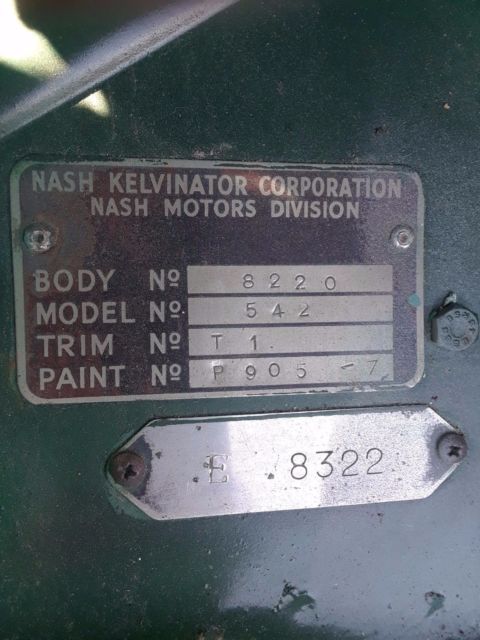 NASH KELVINATOR CORPORATION
NASH MOTORS DIVISION
BODY Nº 8220
MODEL Nº 542
TRIM Nº T 1
PAINT Nº P 905 - 7
E 8322